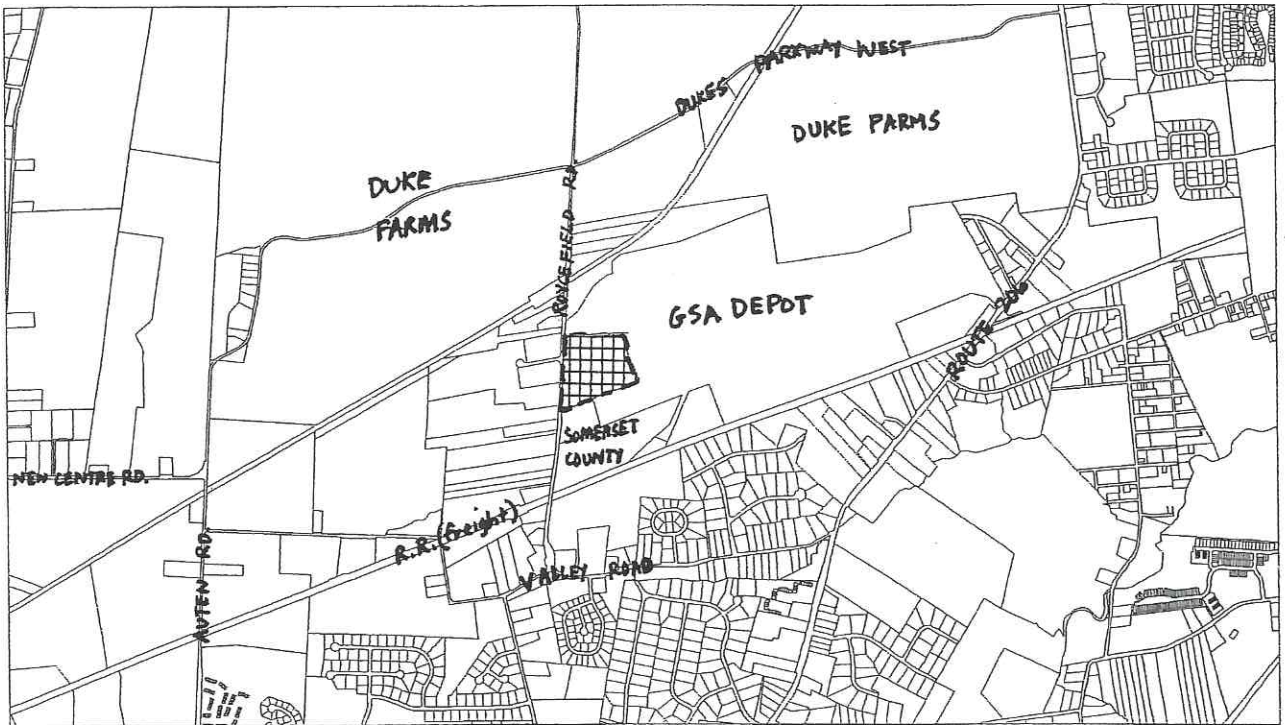 DUKES PARKWAY WEST
DUKE FARMS
DUKE
FARMS
ROYCEFIELD RD.
GSA DEPOT
ROUTE 206
SOMERSET
COUNTY
NEW CENTRE RD.
R.R. (freight)
AUTEN RD.
VALLEY ROAD